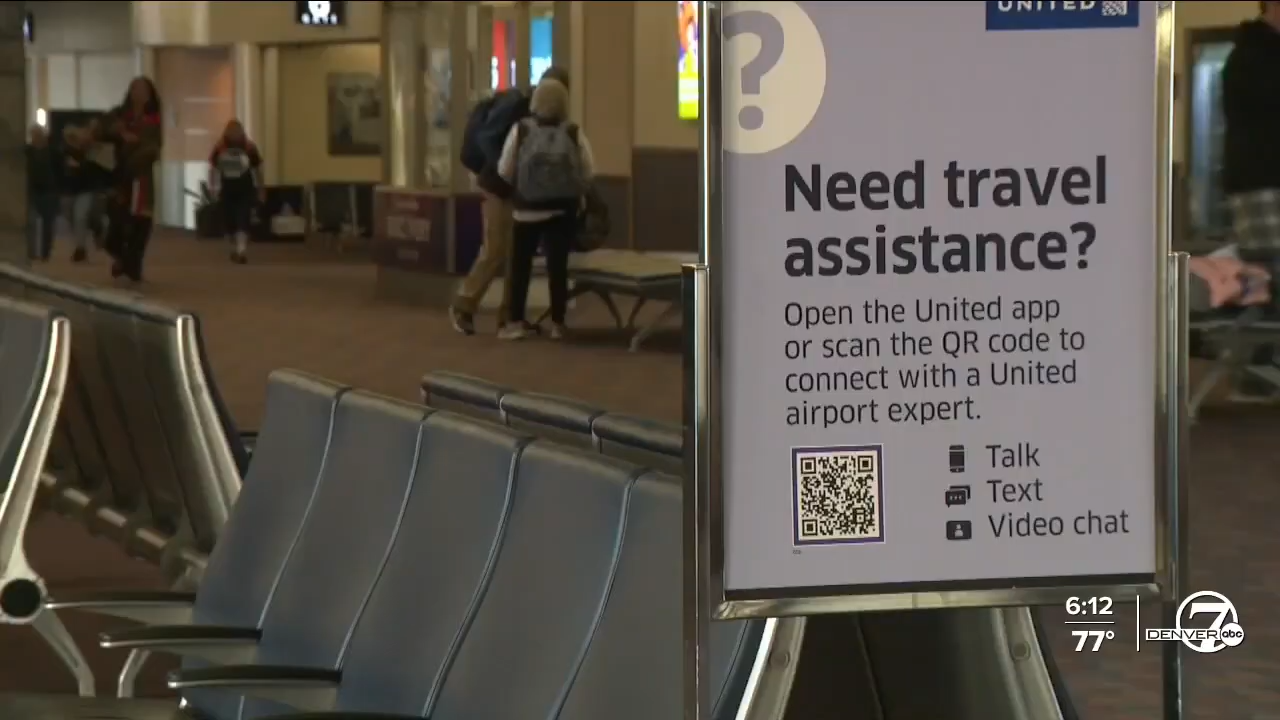 UNITED
?
Need travel
assistance?
Open the United app
or scan the QR code to
connect with a United
airport expert.
Talk
Text
Video chat
6:12
77°
DENVER 7 abc